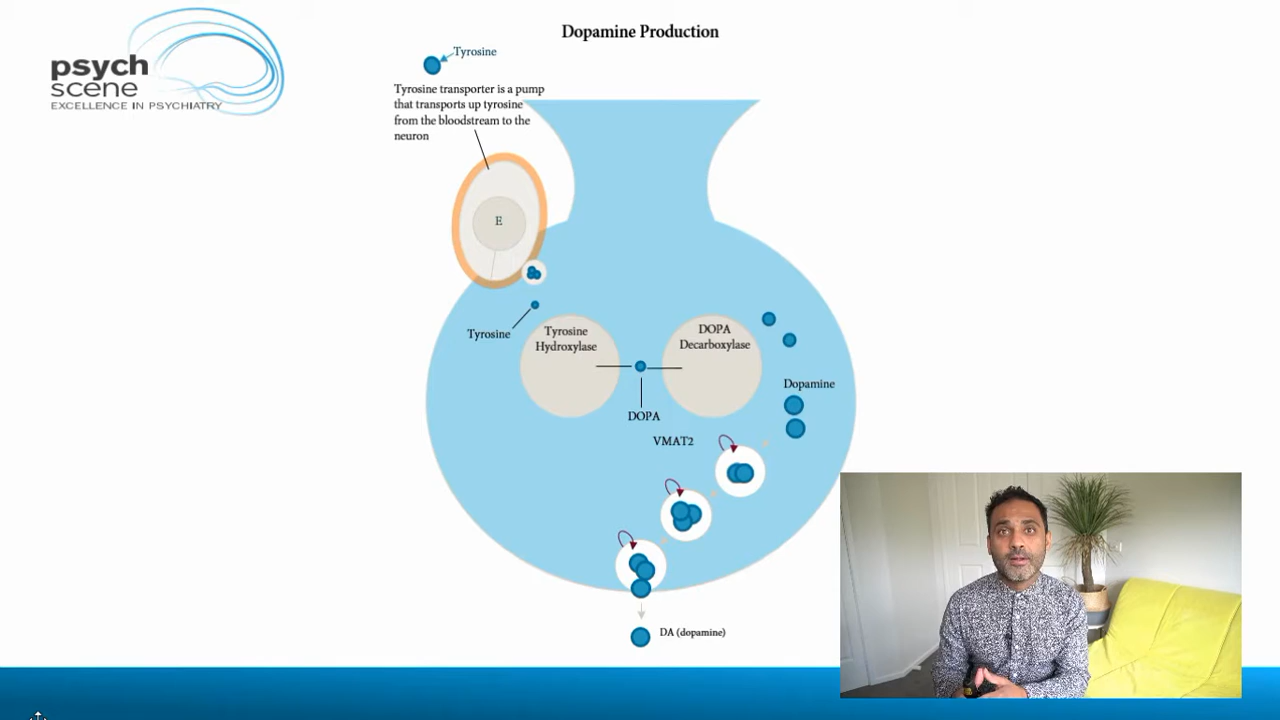 Dopamine Production
psych
scene
EXCELLENCE IN PSYCHIATRY
Tyrosine
Tyrosine transporter is a pump
that transports up tyrosine
from the bloodstream to the
neuron
E
Tyrosine
Tyrosine
Hydroxylase
DOPA
Decarboxylase
DOPA
Dopamine
VMAT2
DA (dopamine)